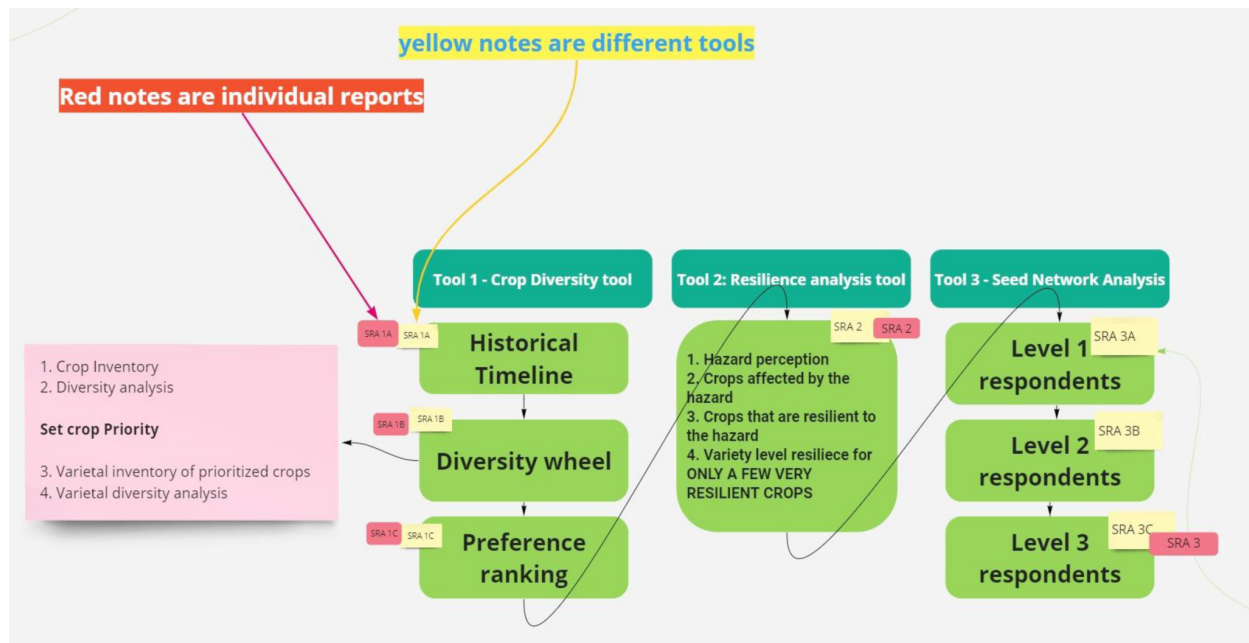 yellow notes are different tools
Red notes are individual reports
Tool 1 - Crop Diversity tool
Tool 2: Resilience analysis tool
Tool 3 - Seed Network Analysis
SRA 1A
SRA 1A
Historical
Timeline
SRA 2
SRA 2
1. Hazard perception
2. Crops affected by the
hazard
3. Crops that are resilient to
the hazard
4. Variety level resiliece for
ONLY A FEW VERY
RESILIENT CROPS
SRA 3A
Level 1
respondents
1. Crop Inventory
2. Diversity analysis
Set crop Priority
3. Varietal inventory of prioritized crops
4. Varietal diversity analysis
SRA 1B
SRA 1B
Diversity wheel
SRA 3B
Level 2
respondents
SRA 1C
SRA 1C
Preference
ranking
SRA 3C
SRA 3
Level 3
respondents